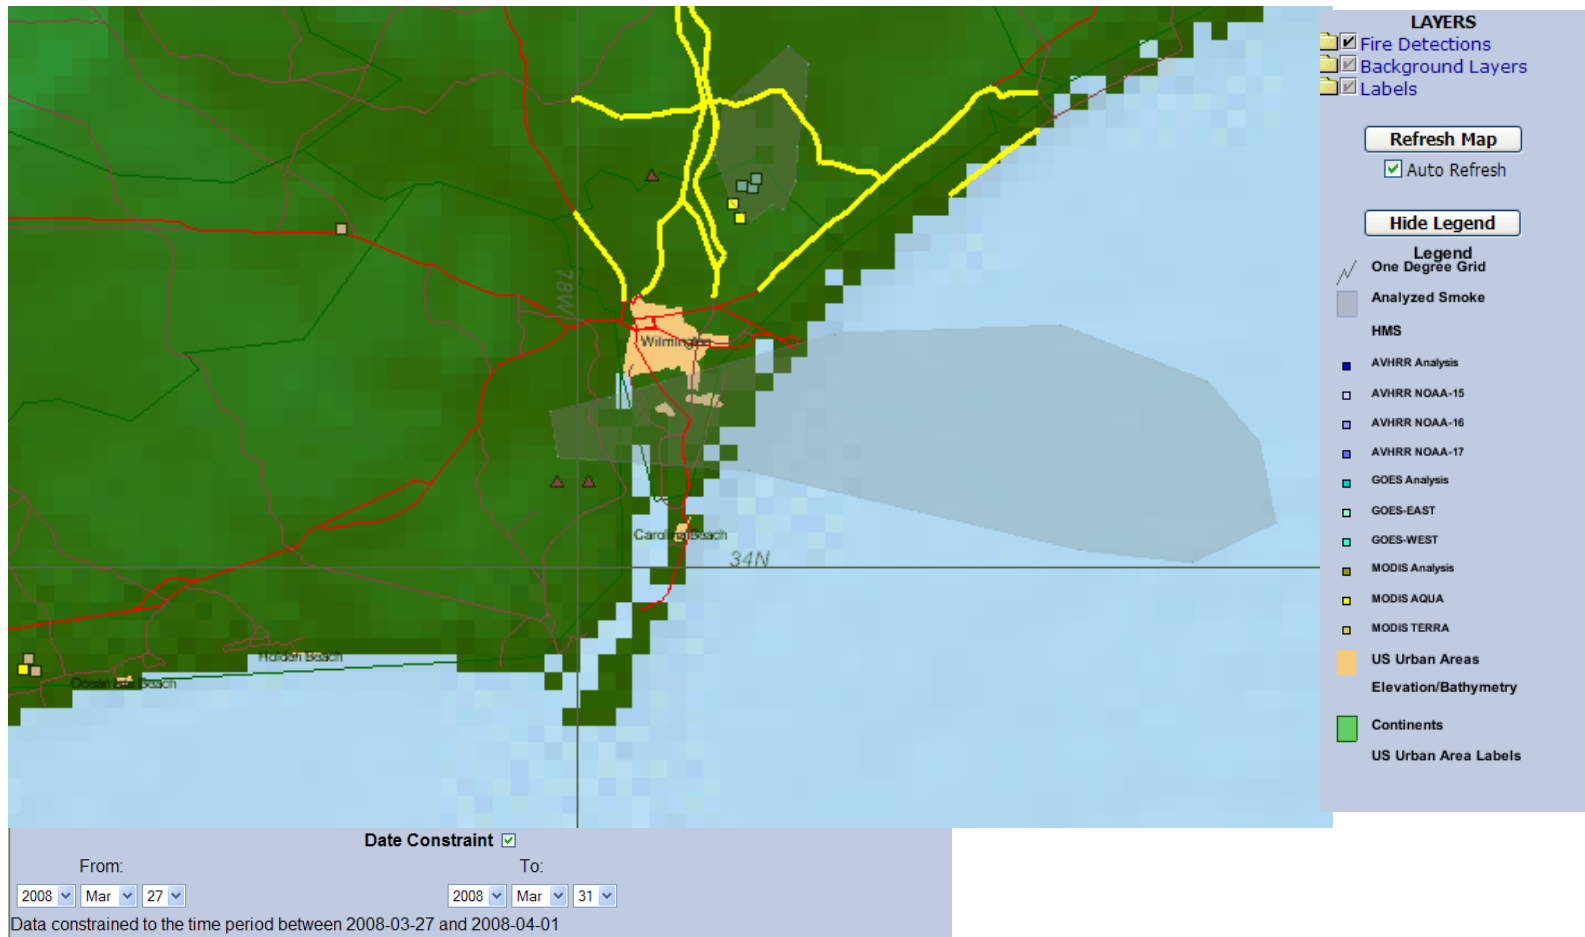 LAYERS
Fire Detections
Background Layers
Labels
Refresh Map
Auto Refresh
Hide Legend
Legend
One Degree Grid
Analyzed Smoke
HMS
AVHRR Analysis
AVHRR NOAA-15
AVHRR NOAA-16
AVHRR NOAA-17
GOES Analysis
GOES-EAST
GOES-WEST
MODIS Analysis
MODIS AQUA
MODIS TERRA
US Urban Areas
Elevation/Bathymetry
Continents
US Urban Area Labels
78W
Wilmington
Carolina Beach
34N
Holden Beach
Ocean Isle Beach
Date Constraint
From:
To:
2008 Mar 27
2008 Mar 31
Data constrained to the time period between 2008-03-27 and 2008-04-01